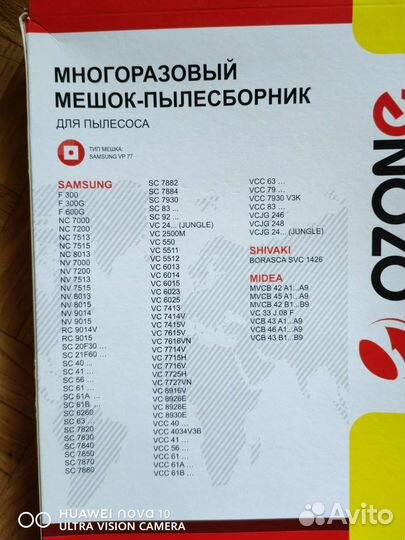 МНОГОРАЗОВЫЙ
МЕШОК-ПЫЛЕСБОРНИК
ДЛЯ ПЫЛЕСОСА
ТИП МЕШКА:
SAMSUNG VP 77
SAMSUNG
F 300
F 300G
F 600G
NC 7000
NC 7200
NC 7513
NC 7515
NC 8013
NV 7000
NV 7200
NV 7513
NV 7515
NV 8013
NV 8015
NV 9014
NV 9015
RC 9014V
RC 9015
SC 20F30 ...
SC 21F60 ...
SC 40 ...
SC 41 ...
SC 56 ...
SC 61 ...
SC 61A ...
SC 61B ...
SC 6260
SC 63 ...
SC 7820
SC 7830
SC 7840
SC 7850
SC 7870
SC 7880
SC 7882
SC 7884
SC 7930
SC 83 ...
SC 92 ...
VC 24... (JUNGLE)
VC 2500M
VC 550
VC 5511
VC 5512
VC 6013
VC 6014
VC 6015
VC 6023
VC 6025
VC 7413
VC 7414V
VC 7415V
VC 7615V
VC 7616VN
VC 7714V
VC 7715H
VC 7716V
VC 7725H
VC 7727VN
VC 8916V
VC 8926E
VC 8928E
VC 8930E
VCC 40 ...
VCC 4034V3B
VCC 41 ...
VCC 56 ...
VCC 61 ...
VCC 61A ...
VCC 61B ...
VCC 63 ...
VCC 79 ...
VCC 7930 V3K
VCC 83 ...
VCJG 246
VCJG 248
VCJG 24... (JUNGLE)
SHIVAKI
BORASCA SVC 1426
MIDEA
MVCB 42 A1...A9
MVCB 45 A1...A9
MVCB 42 B1...B9
VC 33 J 08 F
VCB 43 A1...A9
VCB 46 A1...A9
VCB 43 B1...B9
OZONE
HUAWEI nova 10
ULTRA VISION CAMERA
Avito